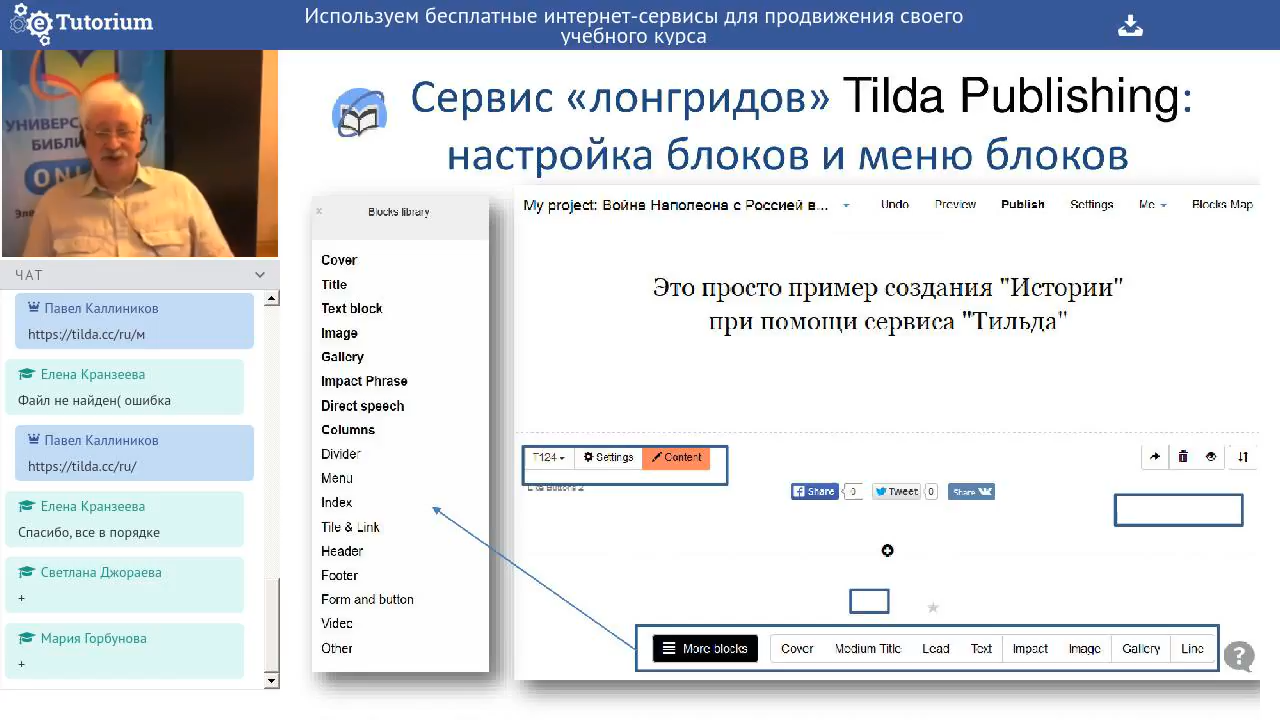 eTutorium
Используем бесплатные интернет-сервисы для продвижения своего
учебного курса
ЧАТ
Павел Каллиников
https://tilda.cc/ru/м
Елена Кранзеева
Файл не найден( ошибка
Павел Каллиников
https://tilda.cc/ru/
Елена Кранзеева
Спасибо, все в порядке
Светлана Джораева
+
Мария Горбунова
+
Сервис «лонгридов» Tilda Publishing:
настройка блоков и меню блоков
x Blocks library
Cover
Title
Text block
Image
Gallery
Impact Phrase
Direct speech
Columns
Divider
Menu
Index
Tile & Link
Header
Footer
Form and button
Video
Other
My project: Война Наполеона с Россией в... Undo Preview Publish Settings Me Blocks Map
Это просто пример создания "Истории"
при помощи сервиса "Тильда"
T124 Settings Content
Share 0 Tweet 0 Share
More blocks Cover Medium Title Lead Text Impact Image Gallery Line
?